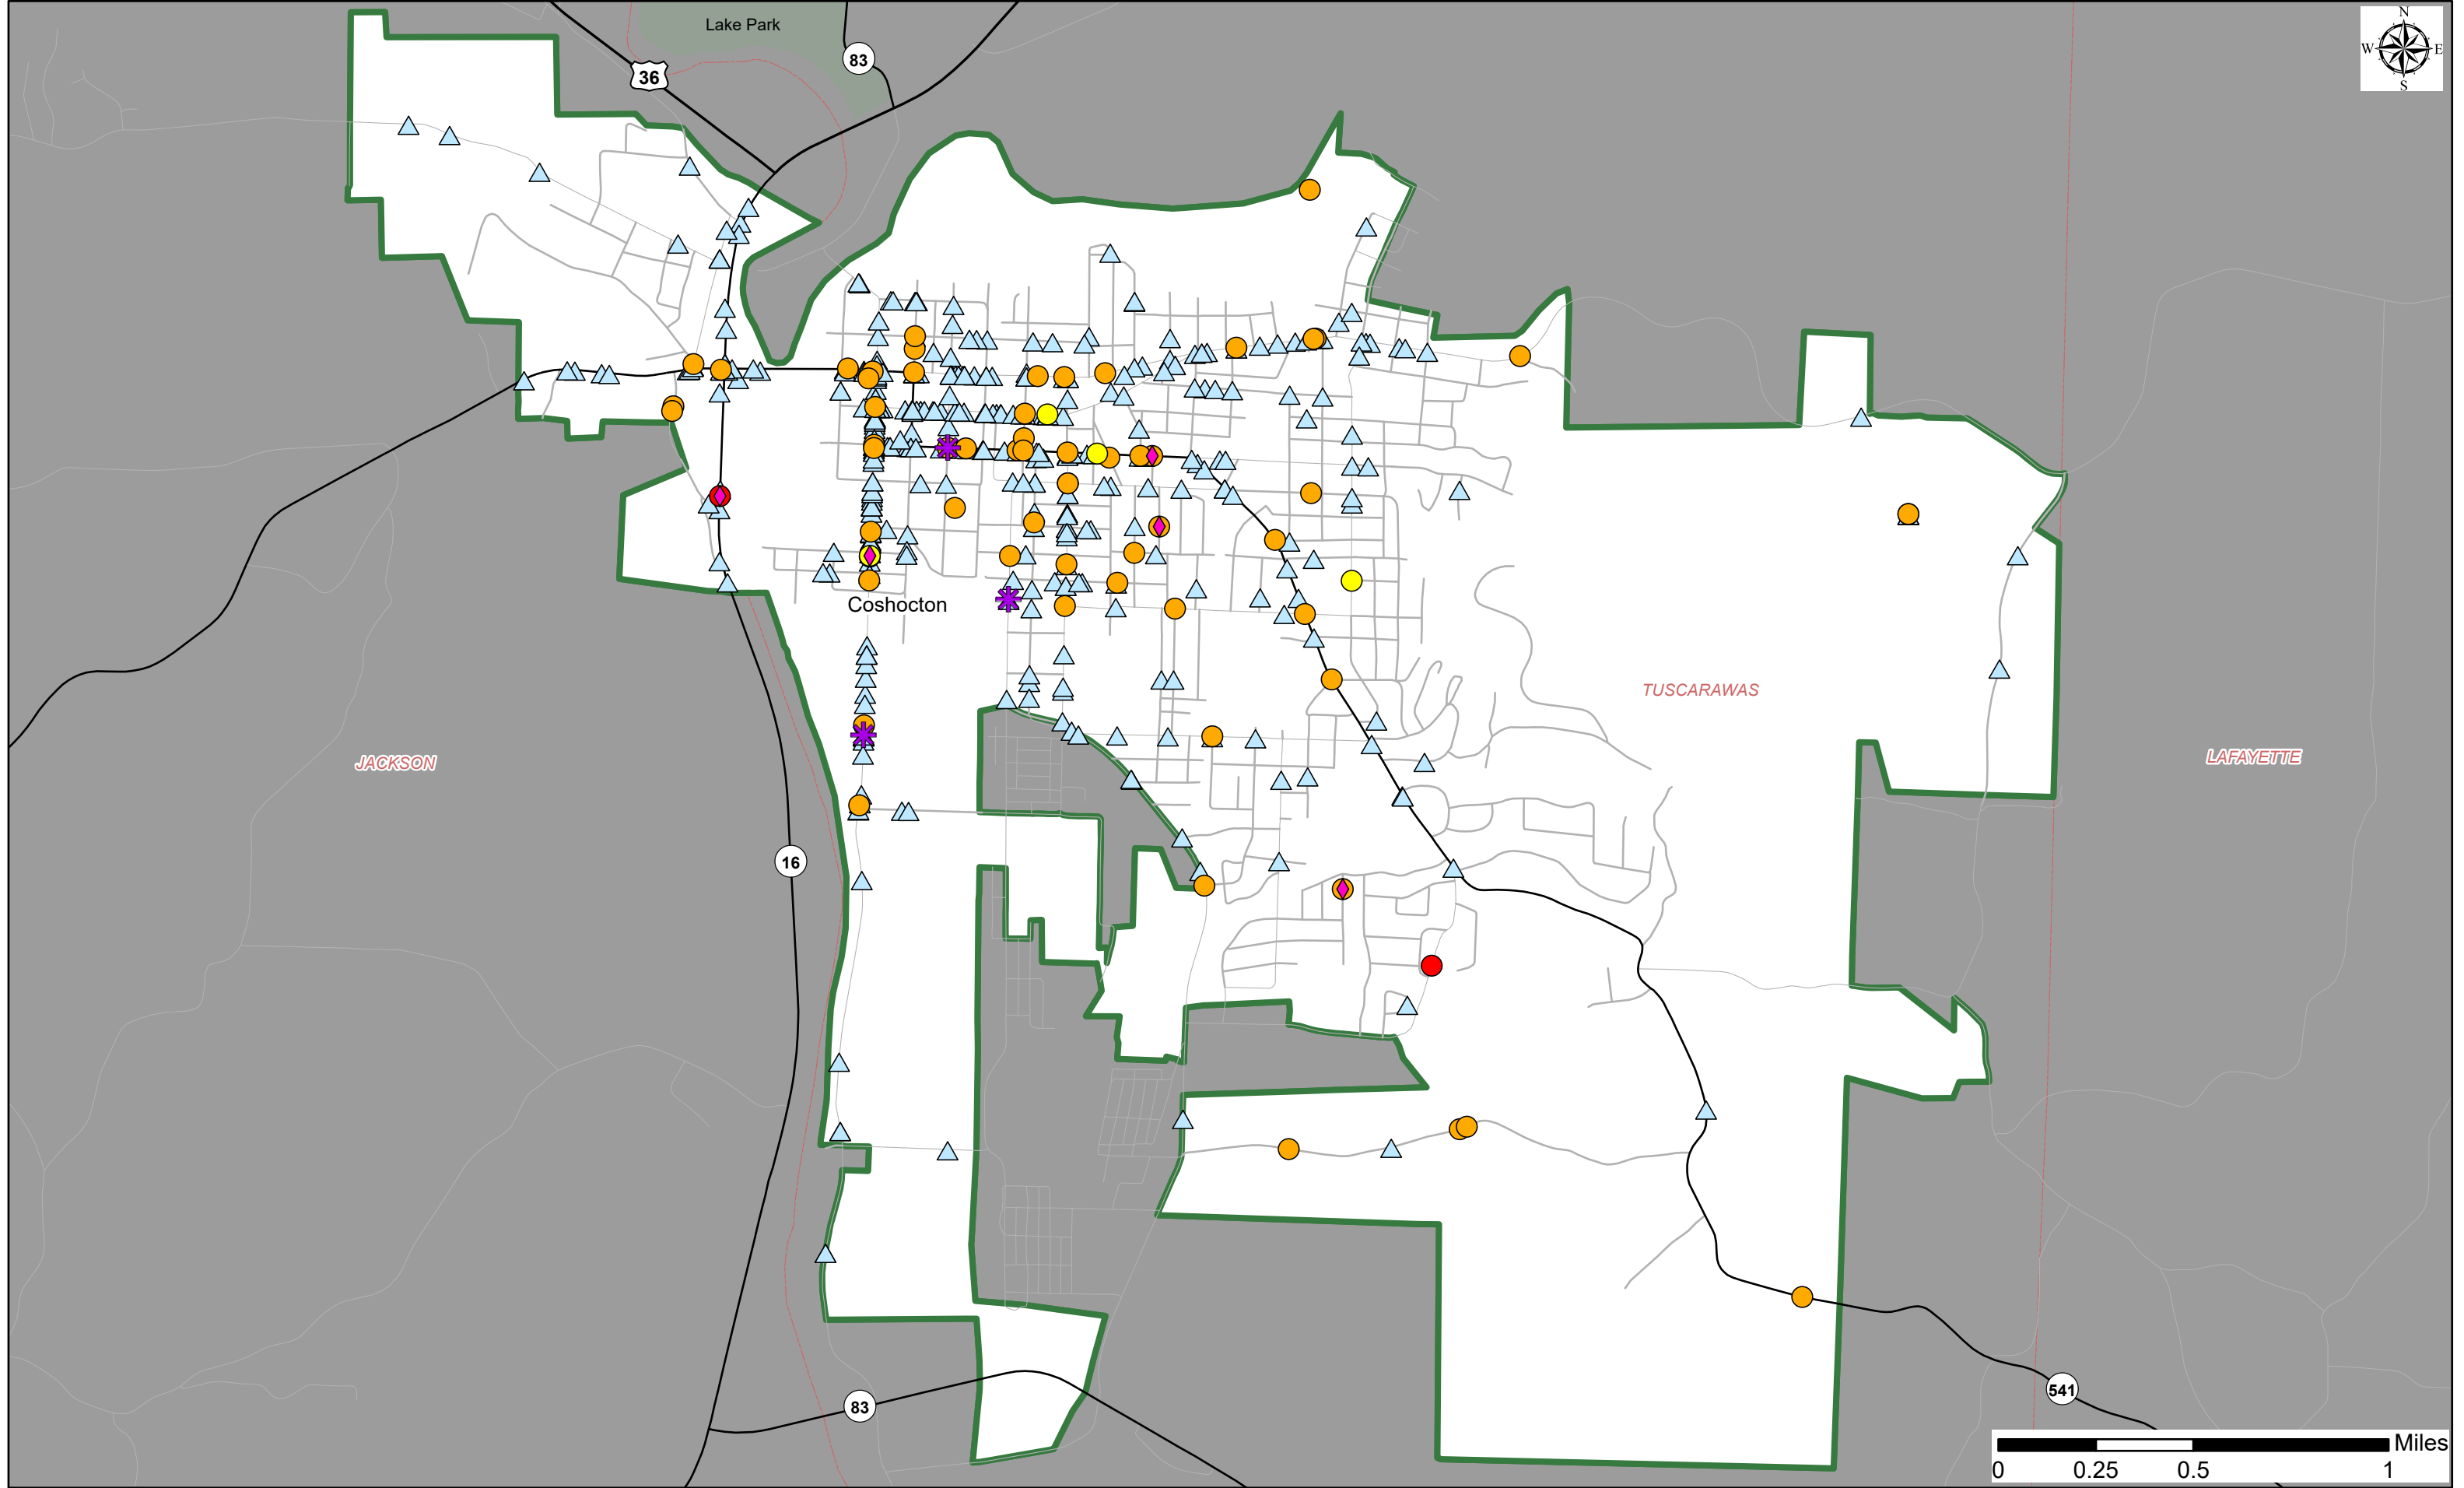 Lake Park
N
W E
S
83
36
Coshocton
TUSCARAWAS
JACKSON
LAFAYETTE
16
83
541
Miles
0 0.25 0.5 1